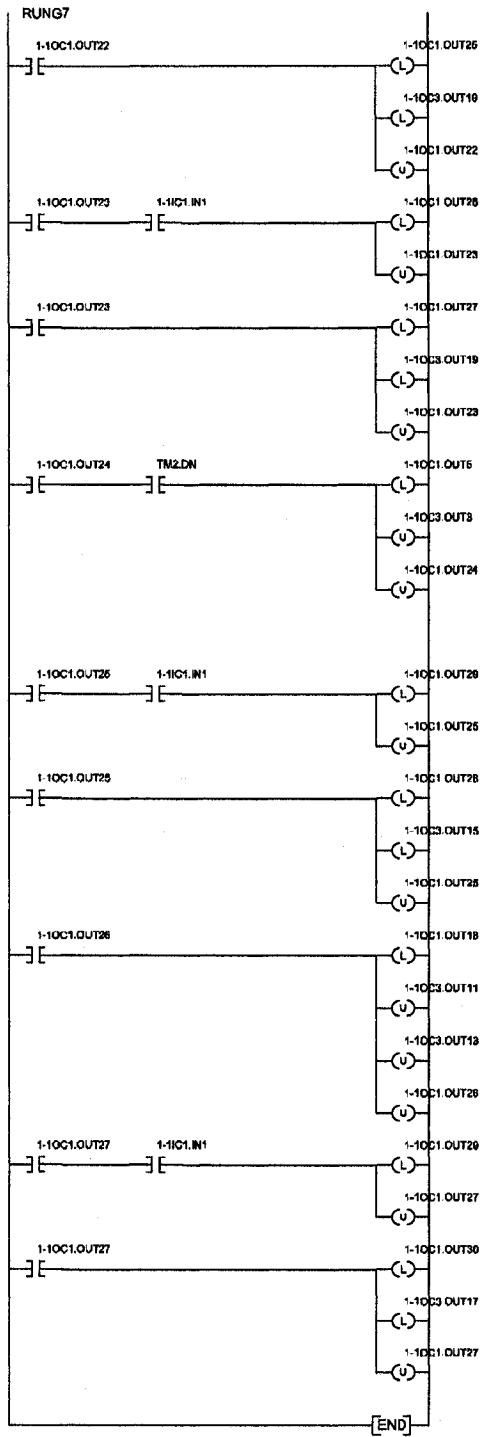 RUNG7
1-1OC1.OUT22 1-1OC1.OUT25
L
1-1OC3.OUT19
L
1-1OC1.OUT22
U
1-1OC1.OUT23 1-1IC1.IN1 1-1OC1.OUT26
L
1-1OC1.OUT23
U
1-1OC1.OUT23 1-1OC1.OUT27
L
1-1OC3.OUT19
L
1-1OC1.OUT23
U
1-1OC1.OUT24 TM2.DN 1-1OC1.OUT5
L
1-1OC3.OUT3
U
1-1OC1.OUT24
U
1-1OC1.OUT25 1-1IC1.IN1 1-1OC1.OUT29
L
1-1OC1.OUT25
U
1-1OC1.OUT25 1-1OC1.OUT28
L
1-1OC3.OUT15
L
1-1OC1.OUT25
U
1-1OC1.OUT26 1-1OC1.OUT18
L
1-1OC3.OUT11
U
1-1OC3.OUT13
U
1-1OC1.OUT26
U
1-1OC1.OUT27 1-1IC1.IN1 1-1OC1.OUT29
L
1-1OC1.OUT27
U
1-1OC1.OUT27 1-1OC1.OUT30
L
1-1OC3.OUT17
L
1-1OC1.OUT27
U
[END]